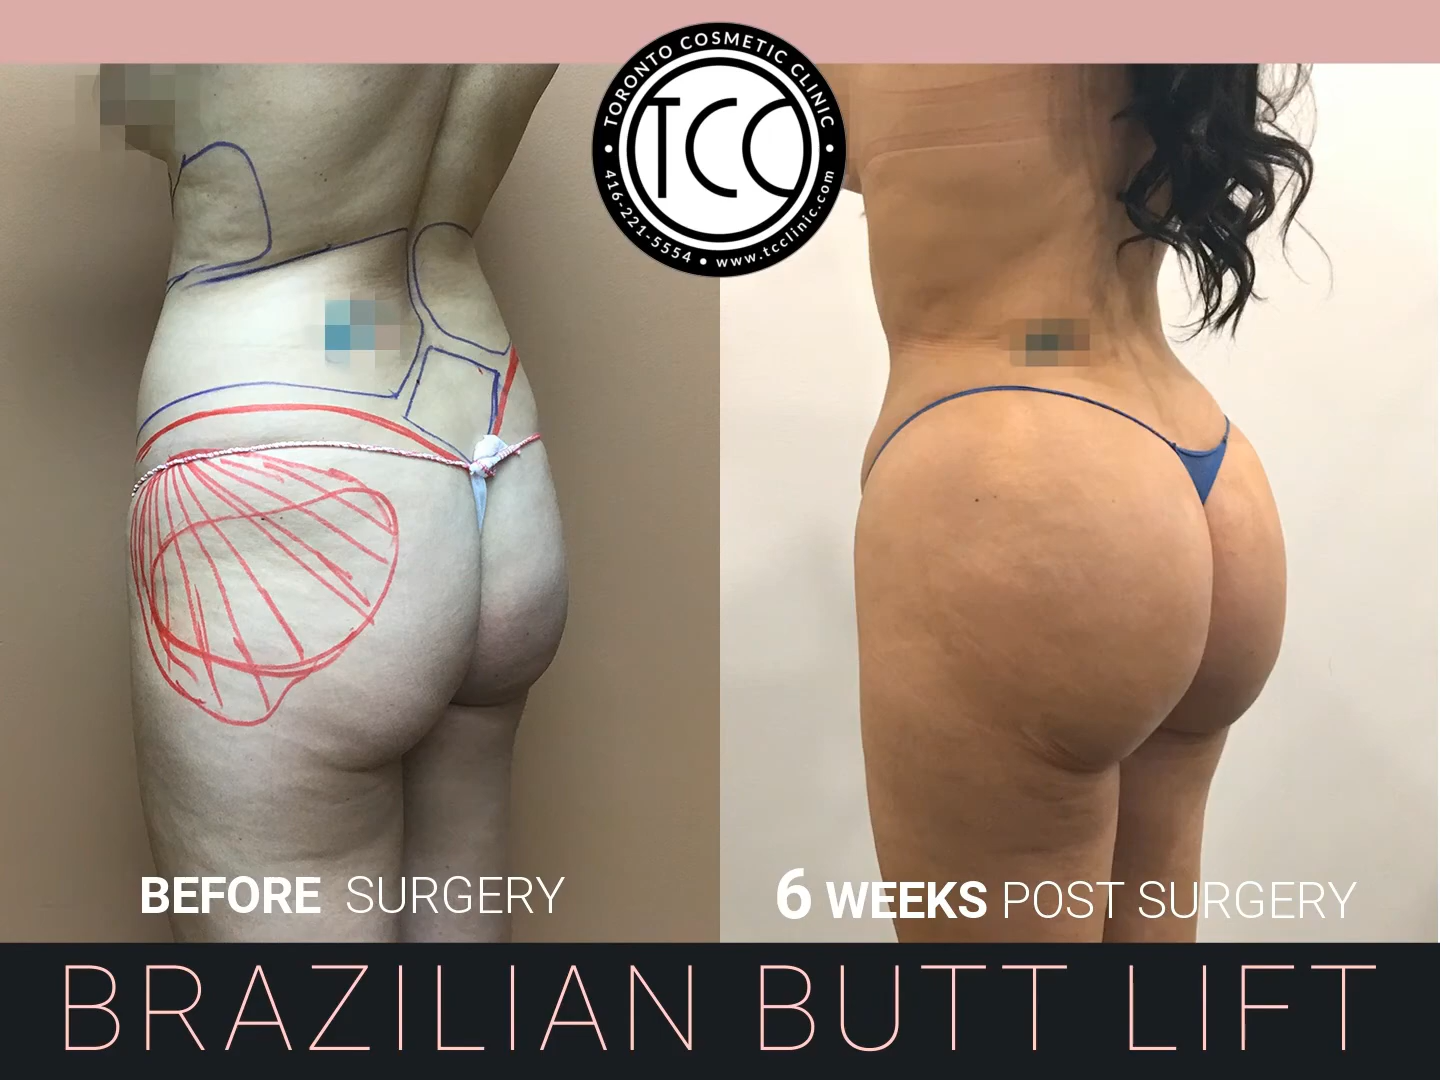 TORONTO COSMETIC CLINIC
TCC
416-221-5554 • www.tcclinic.com
BEFORE SURGERY
6 WEEKS POST SURGERY
BRAZILIAN BUTT LIFT